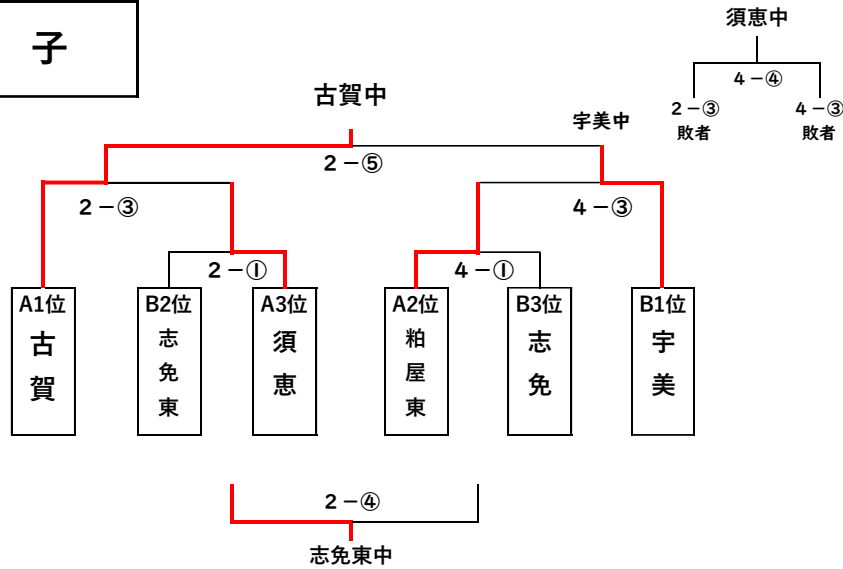 子
須恵中
4－④
2－③
4－③
敗者
敗者
古賀中
宇美中
2－⑤
2－③
4－③
2－①
4－①
A1位
古賀
B2位
志免東
A3位
須恵
A2位
粕屋東
B3位
志免
B1位
宇美
2－④
志免東中